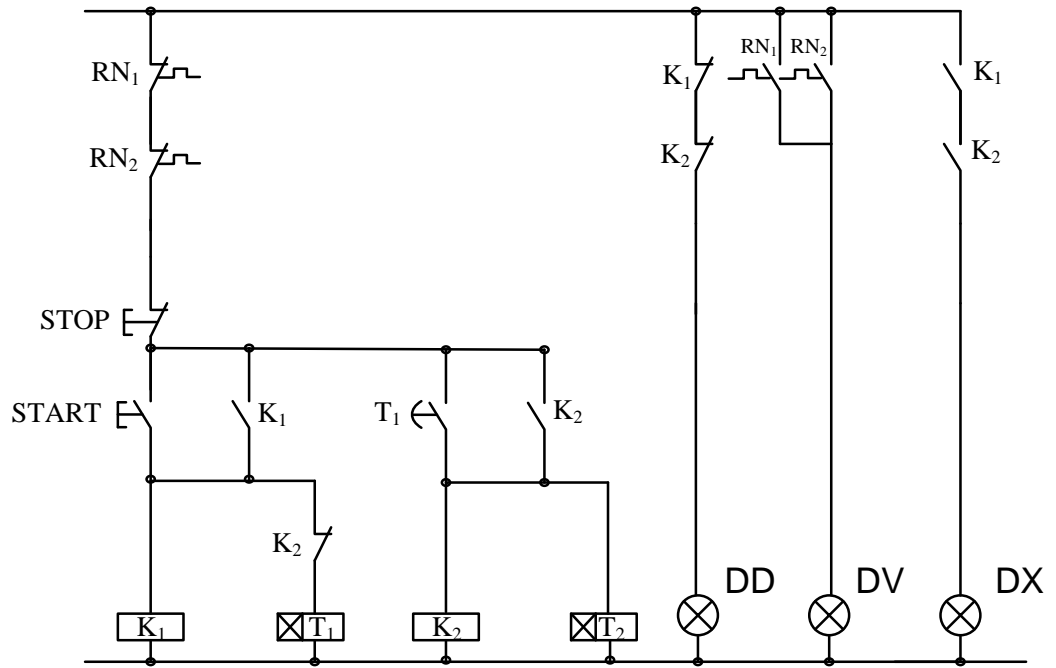 RN₁
RN₂
STOP
START
K₁
K₂
K₁
T₁
T₁
K₂
K₂
T₂
K₁
K₂
RN₁
RN₂
K₁
K₂
DD
DV
DX